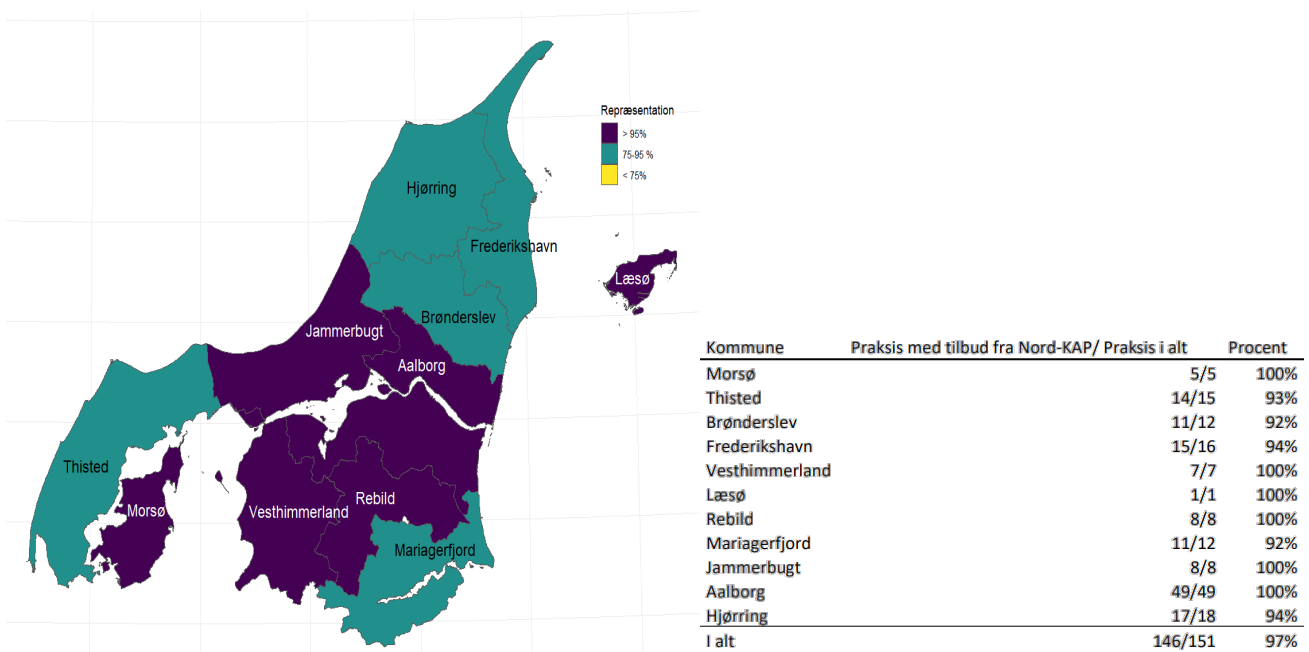 Repræsentation
> 95%
75-95 %
< 75%
Hjørring
Frederikshavn
Læsø
Brønderslev
Jammerbugt
Aalborg
Thisted
Morsø
Vesthimmerland
Rebild
Mariagerfjord
Kommune Praksis med tilbud fra Nord-KAP/ Praksis i alt Procent
Morsø 5/5 100%
Thisted 14/15 93%
Brønderslev 11/12 92%
Frederikshavn 15/16 94%
Vesthimmerland 7/7 100%
Læsø 1/1 100%
Rebild 8/8 100%
Mariagerfjord 11/12 92%
Jammerbugt 8/8 100%
Aalborg 49/49 100%
Hjørring 17/18 94%
I alt 146/151 97%